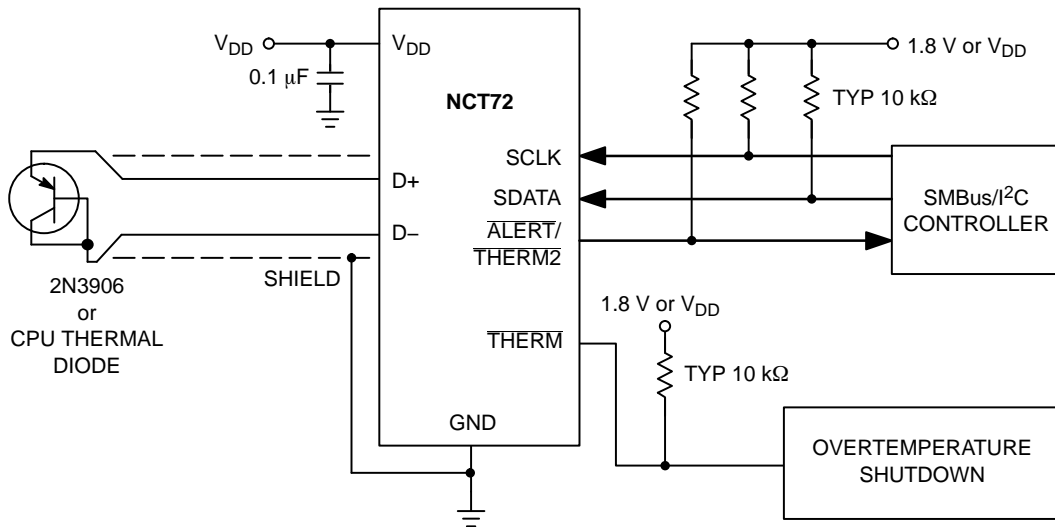 V_DD
V_DD
0.1 μF
NCT72
1.8 V or V_DD
TYP 10 kΩ
SCLK
D+
SDATA
SMBus/I²C
CONTROLLER
D−
ALERT/
THERM2
SHIELD
2N3906
or
CPU THERMAL
DIODE
1.8 V or V_DD
THERM
TYP 10 kΩ
GND
OVERTEMPERATURE
SHUTDOWN